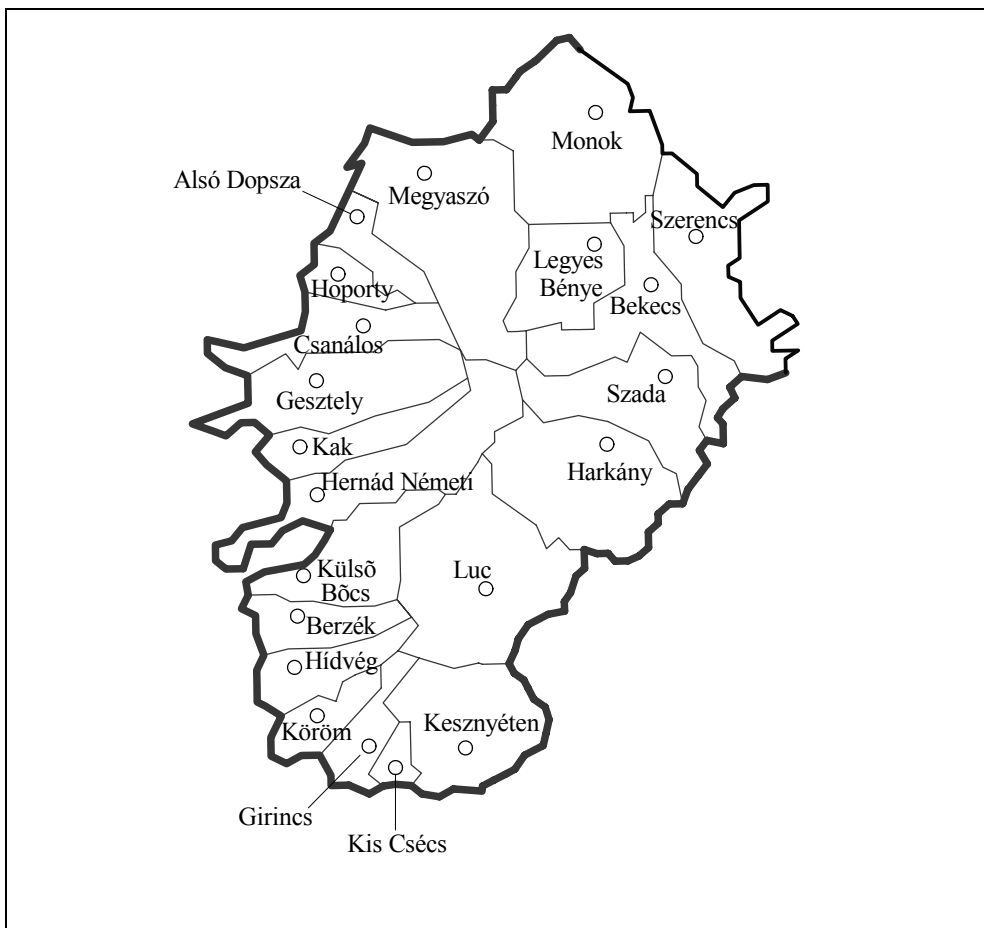 Monok
Alsó Dopsza
Megyaszó
Szerencs
Legyes
Bénye
Hoporty
Bekecs
Csanálos
Szada
Gesztely
Kak
Harkány
Hernád Németi
Külsõ
Bõcs
Luc
Berzék
Hídvég
Köröm
Kesznyéten
Girincs
Kis Csécs